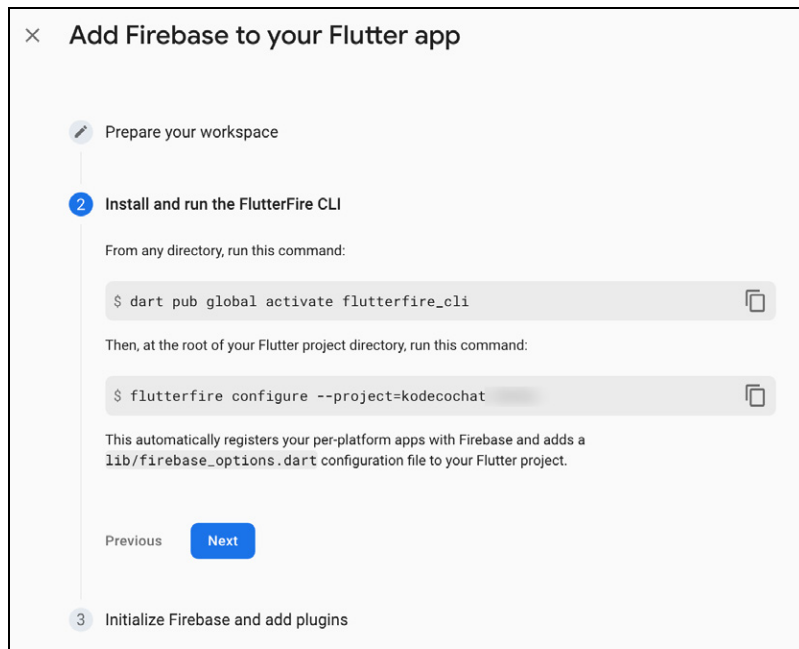 Add Firebase to your Flutter app
Prepare your workspace
2 Install and run the FlutterFire CLI
From any directory, run this command:
$ dart pub global activate flutterfire_cli
Then, at the root of your Flutter project directory, run this command:
$ flutterfire configure --project=kodecochat
This automatically registers your per-platform apps with Firebase and adds a
lib/firebase_options.dart configuration file to your Flutter project.
Previous Next
3 Initialize Firebase and add plugins